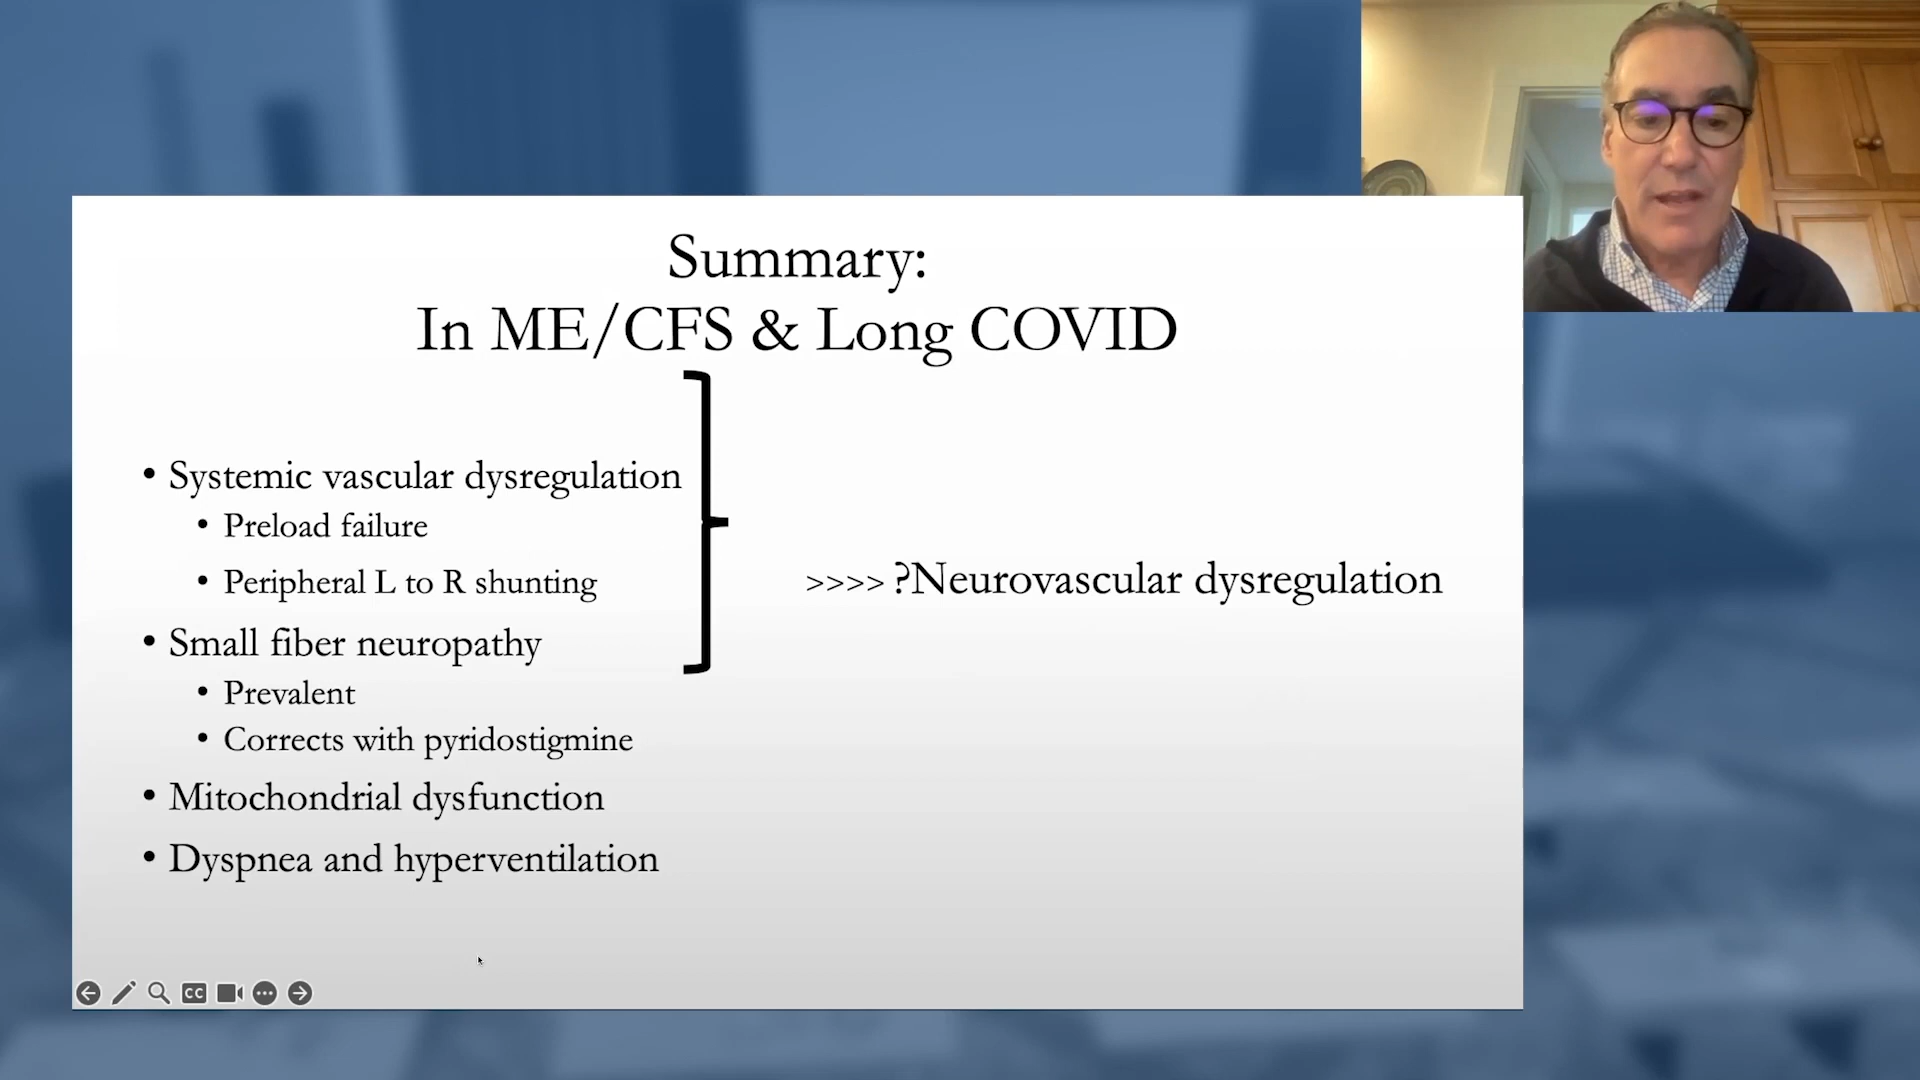 Summary:
In ME/CFS & Long COVID
• Systemic vascular dysregulation
• Preload failure
• Peripheral L to R shunting
• Small fiber neuropathy
• Prevalent
• Corrects with pyridostigmine
• Mitochondrial dysfunction
• Dyspnea and hyperventilation
>>>> ?Neurovascular dysregulation
CC